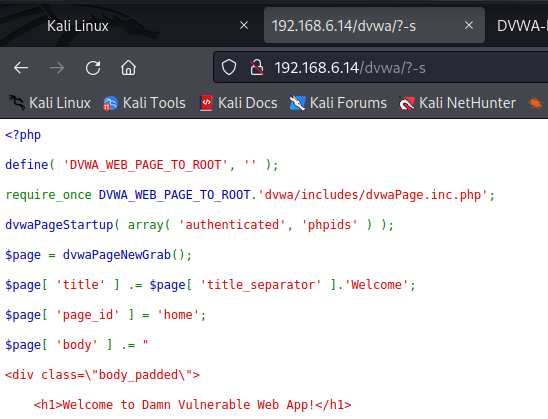 Kali Linux
192.168.6.14/dvwa/?-s
DVWA-
192.168.6.14/dvwa/?-s
Kali Linux Kali Tools Kali Docs Kali Forums Kali NetHunter
<?php
define( 'DVWA_WEB_PAGE_TO_ROOT', '' );
require_once DVWA_WEB_PAGE_TO_ROOT.'dvwa/includes/dvwaPage.inc.php';
dvwaPageStartup( array( 'authenticated', 'phpids' ) );
$page = dvwaPageNewGrab();
$page[ 'title' ] .= $page[ 'title_separator' ].'Welcome';
$page[ 'page_id' ] = 'home';
$page[ 'body' ] .= "
<div class=\"body_padded\">
    <h1>Welcome to Damn Vulnerable Web App!</h1>